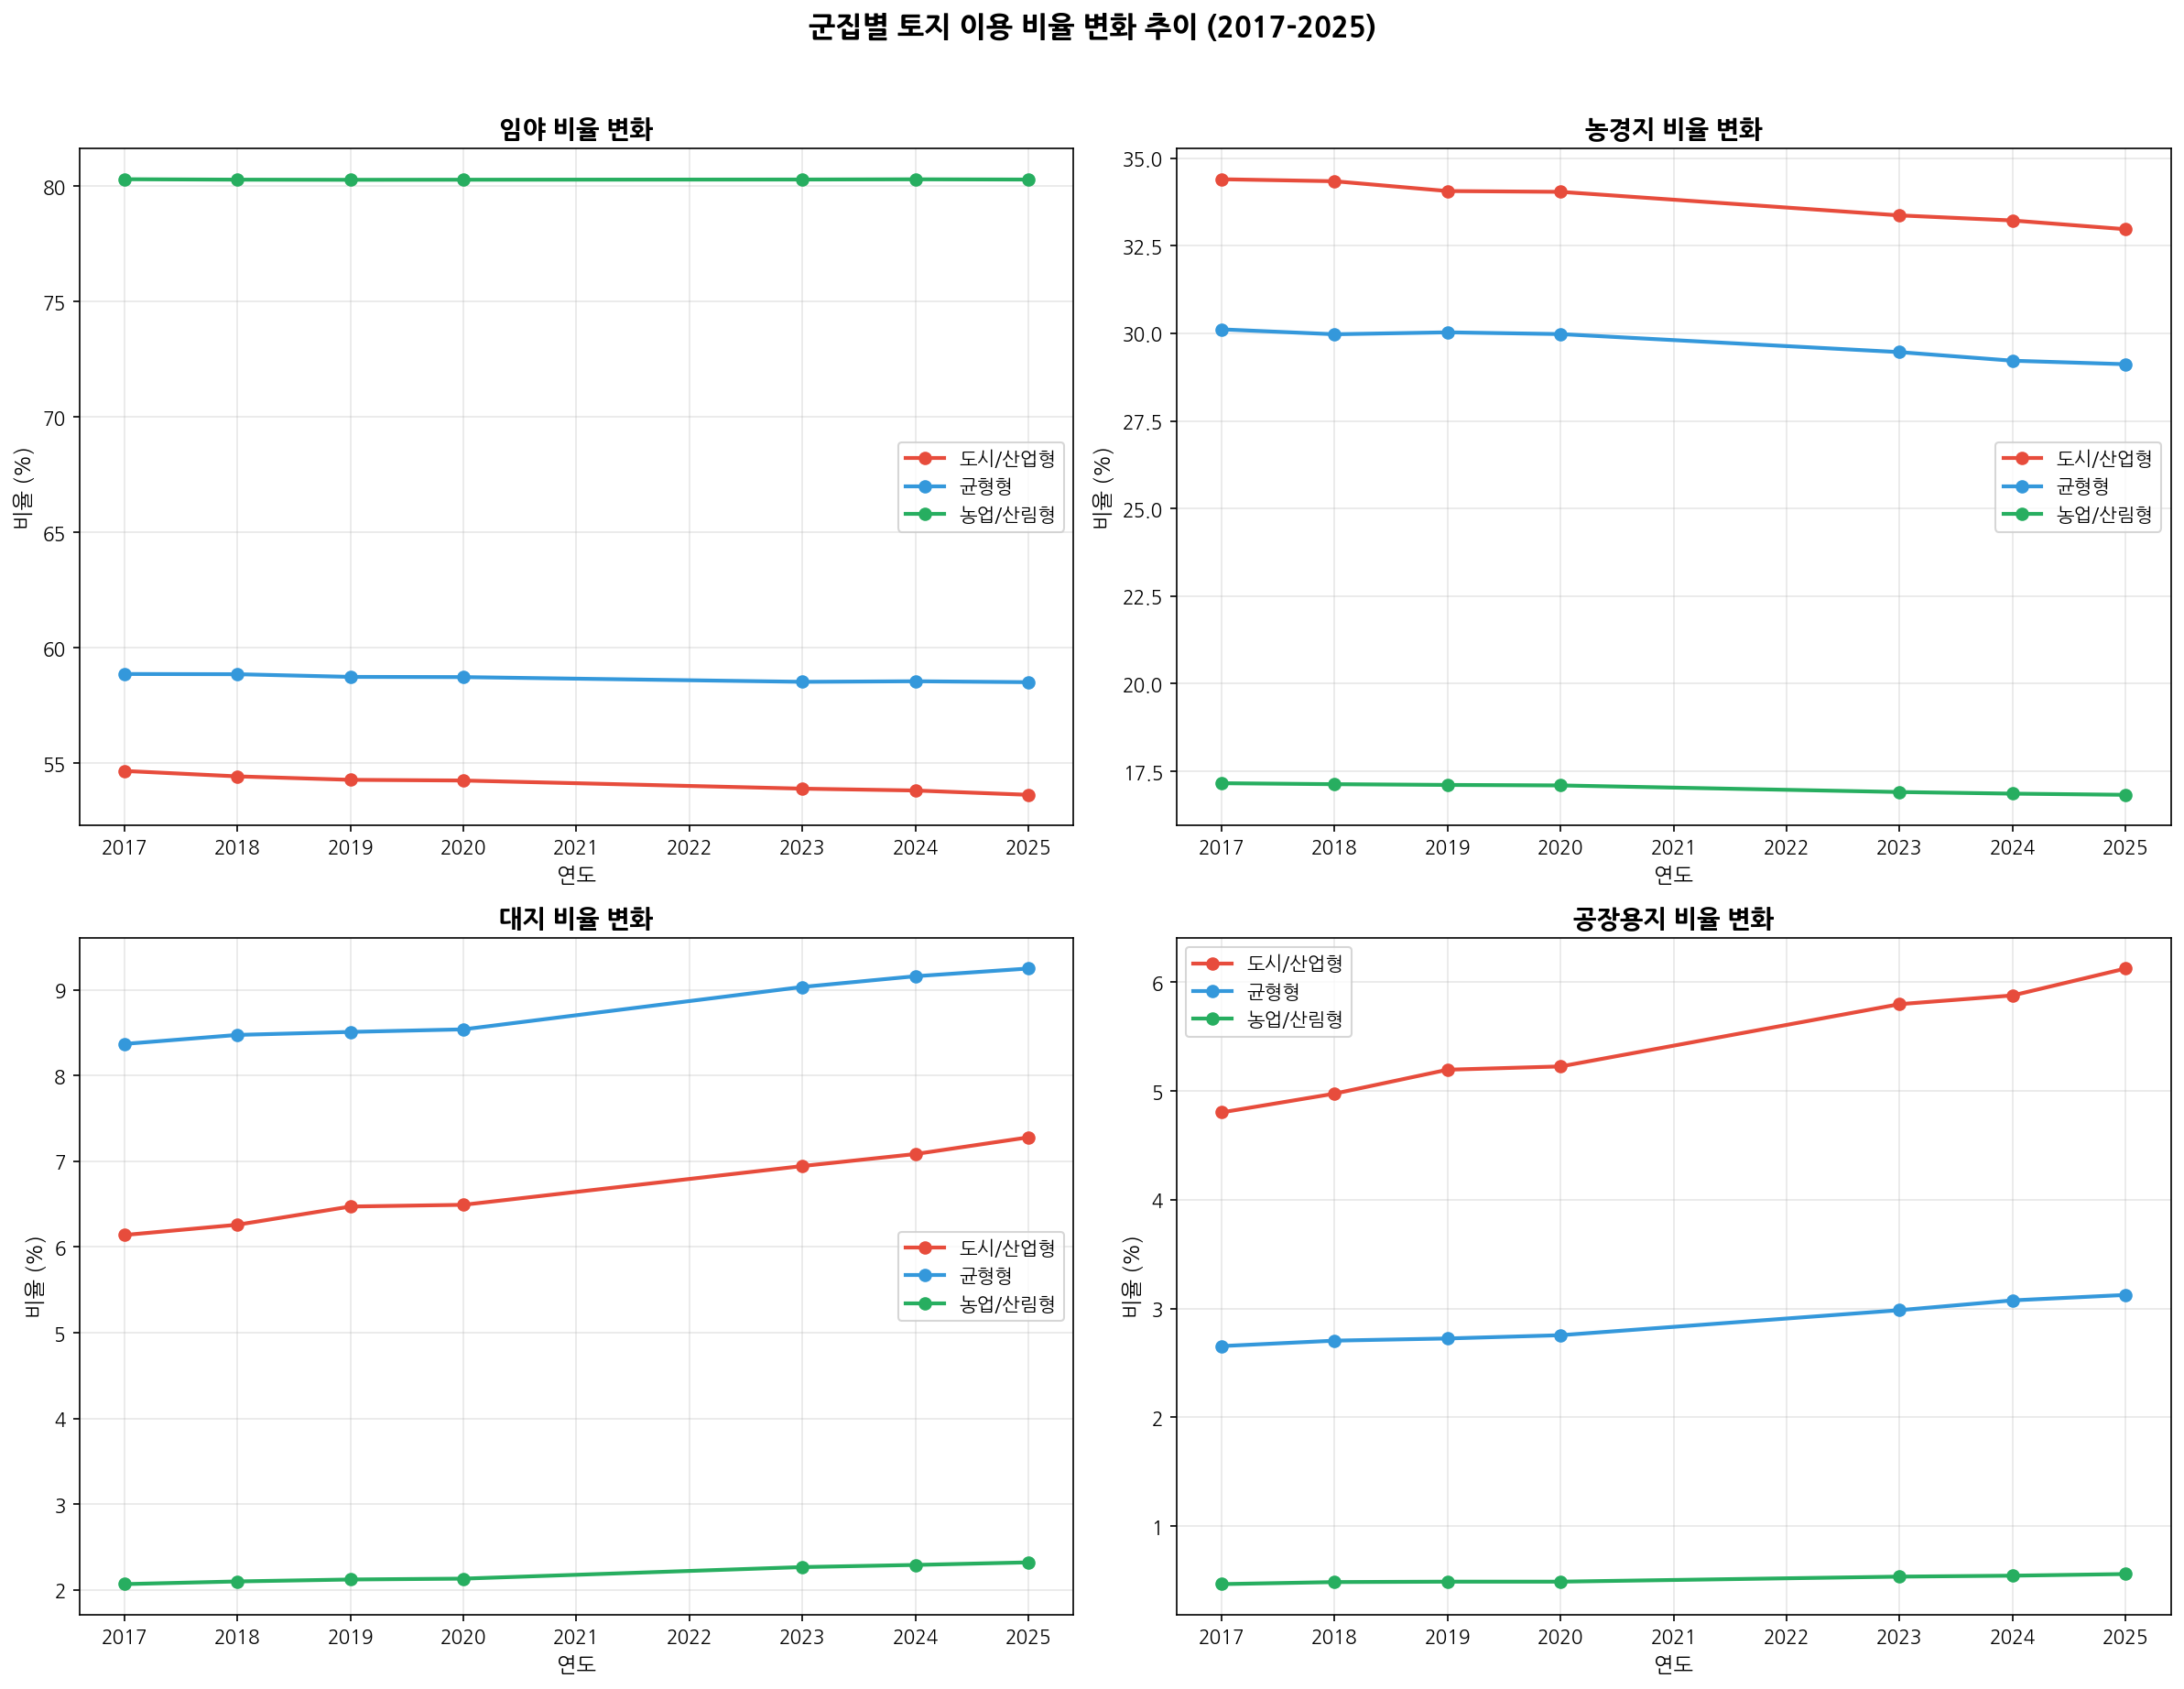 군집별 토지 이용 비율 변화 추이 (2017-2025)
임야 비율 변화
비율 (%)
80
75
70
65
60
55
도시/산업형
균형형
농업/산림형
2017 2018 2019 2020 2021 2022 2023 2024 2025
연도
농경지 비율 변화
비율 (%)
35.0
32.5
30.0
27.5
25.0
22.5
20.0
17.5
도시/산업형
균형형
농업/산림형
2017 2018 2019 2020 2021 2022 2023 2024 2025
연도
대지 비율 변화
비율 (%)
9
8
7
6
5
4
3
2
도시/산업형
균형형
농업/산림형
2017 2018 2019 2020 2021 2022 2023 2024 2025
연도
공장용지 비율 변화
비율 (%)
6
5
4
3
2
1
도시/산업형
균형형
농업/산림형
2017 2018 2019 2020 2021 2022 2023 2024 2025
연도